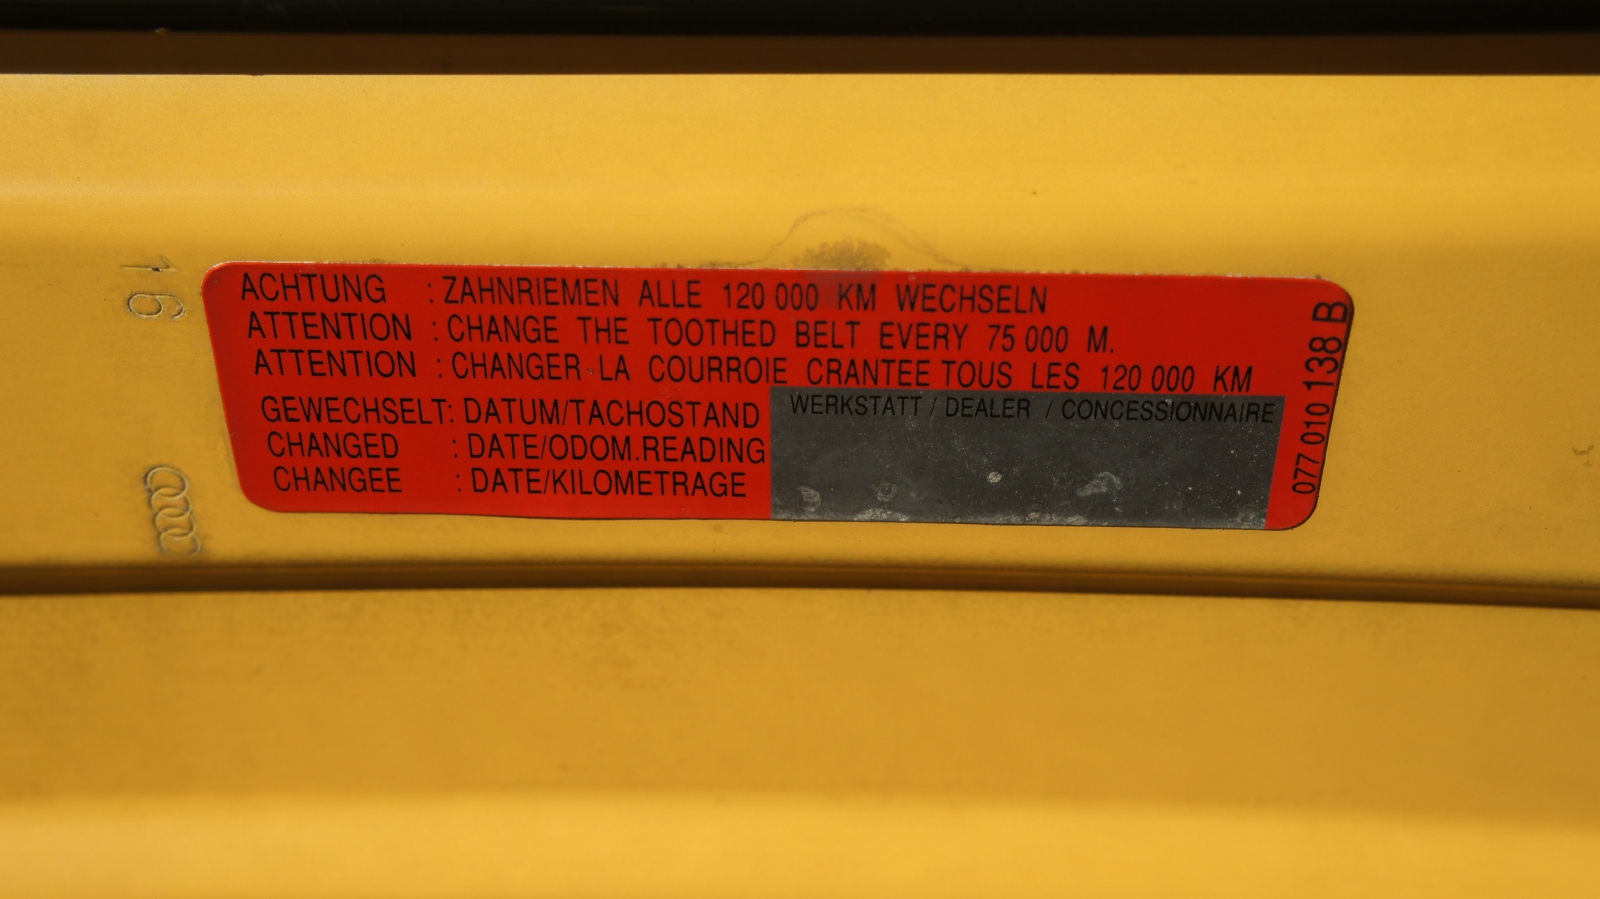 16
ACHTUNG : ZAHNRIEMEN ALLE 120 000 KM WECHSELN
ATTENTION : CHANGE THE TOOTHED BELT EVERY 75 000 M.
ATTENTION : CHANGER LA COURROIE CRANTEE TOUS LES 120 000 KM
GEWECHSELT: DATUM/TACHOSTAND
CHANGED : DATE/ODOM.READING
CHANGEE : DATE/KILOMETRAGE
WERKSTATT / DEALER / CONCESSIONNAIRE
077 010 138 B